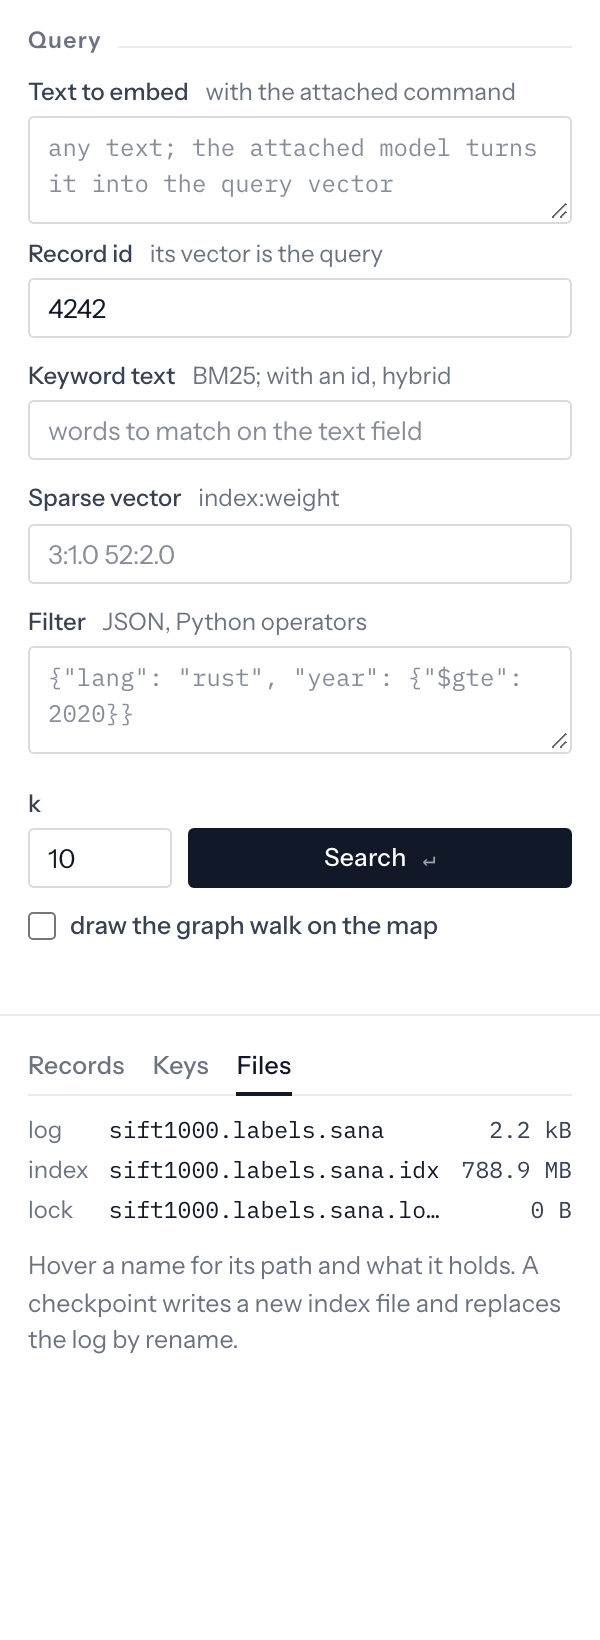 Query
Text to embed with the attached command
any text; the attached model turns
it into the query vector
Record id its vector is the query
4242
Keyword text BM25; with an id, hybrid
words to match on the text field
Sparse vector index:weight
3:1.0 52:2.0
Filter JSON, Python operators
{"lang": "rust", "year": {"$gte":
2020}}
k
10 Search ↵
draw the graph walk on the map
Records Keys Files
log sift1000.labels.sana 2.2 kB
index sift1000.labels.sana.idx 788.9 MB
lock sift1000.labels.sana.lo… 0 B
Hover a name for its path and what it holds. A
checkpoint writes a new index file and replaces
the log by rename.